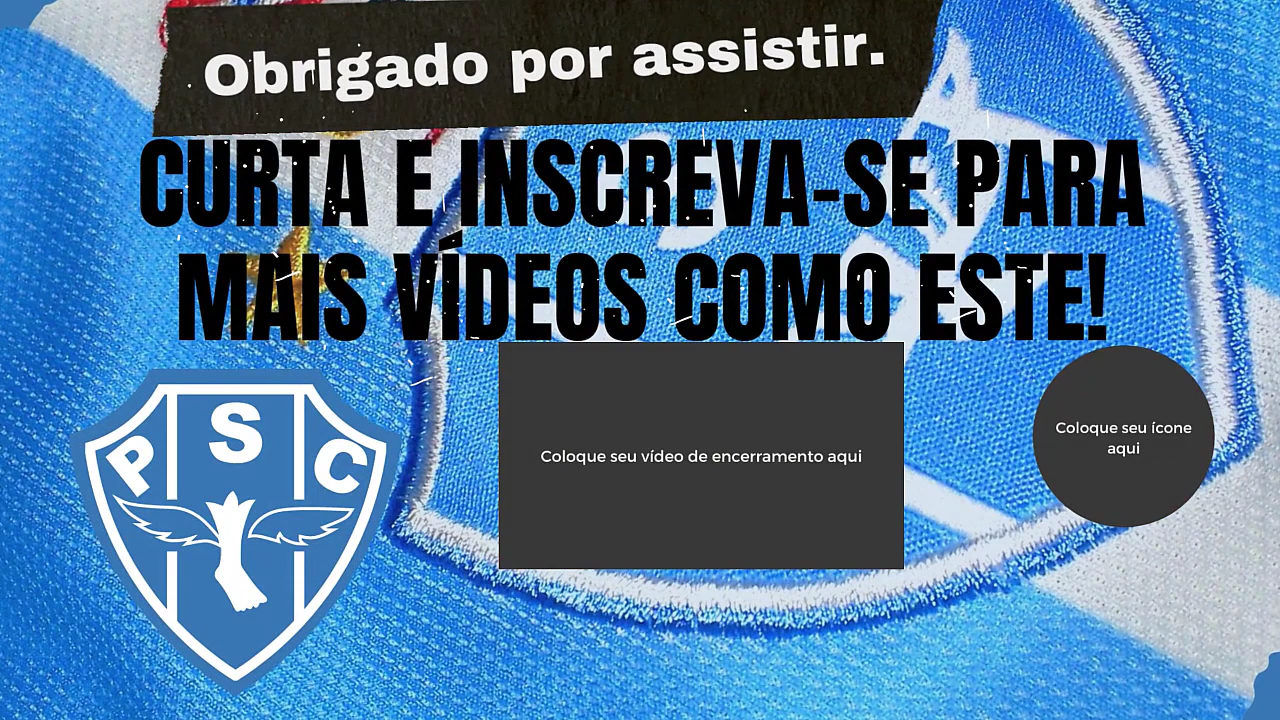 Obrigado por assistir.
CURTA E INSCREVA-SE PARA
MAIS VÍDEOS COMO ESTE!
P S C
Coloque seu vídeo de encerramento aqui
Coloque seu ícone
aqui